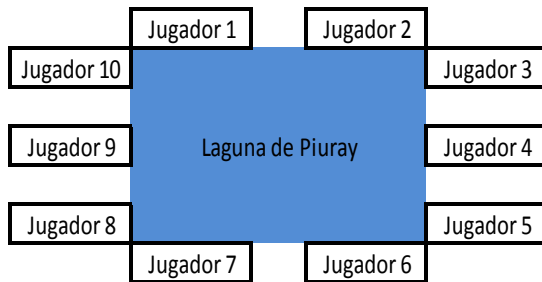 Jugador 1
Jugador 2
Jugador 10
Jugador 3
Jugador 9
Laguna de Piuray
Jugador 4
Jugador 8
Jugador 5
Jugador 7
Jugador 6